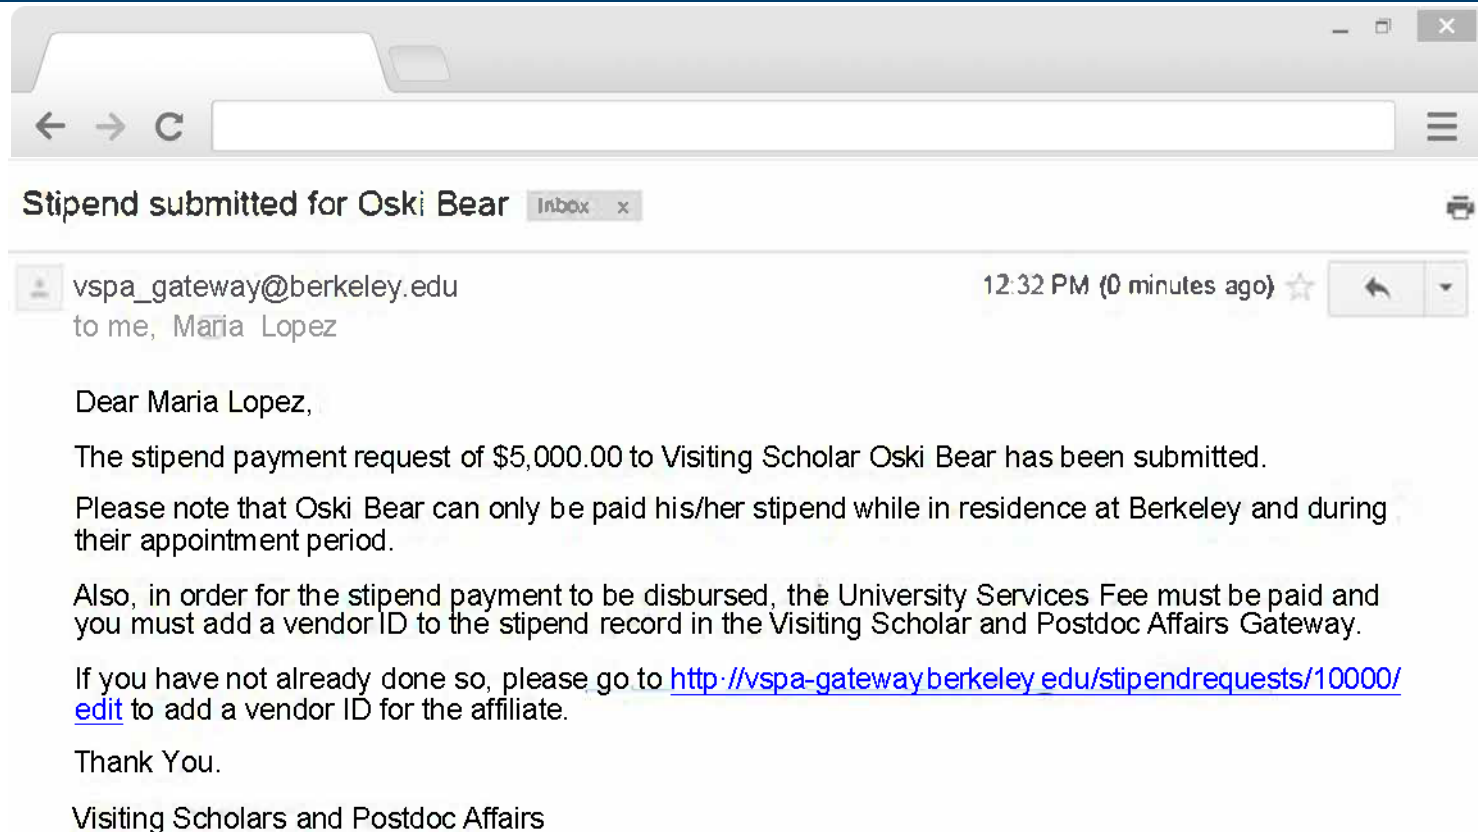 Stipend submitted for Oski Bear Inbox x
vspa_gateway@berkeley.edu 12:32 PM (0 minutes ago)
to me, Maria Lopez
Dear Maria Lopez,
The stipend payment request of $5,000.00 to Visiting Scholar Oski Bear has been submitted.
Please note that Oski Bear can only be paid his/her stipend while in residence at Berkeley and during
their appointment period.
Also, in order for the stipend payment to be disbursed, the University Services Fee must be paid and
you must add a vendor ID to the stipend record in the Visiting Scholar and Postdoc Affairs Gateway.
If you have not already done so, please go to http·//vspa-gateway berkeley edu/stipendrequests/10000/
edit to add a vendor ID for the affiliate.
Thank You.
Visiting Scholars and Postdoc Affairs